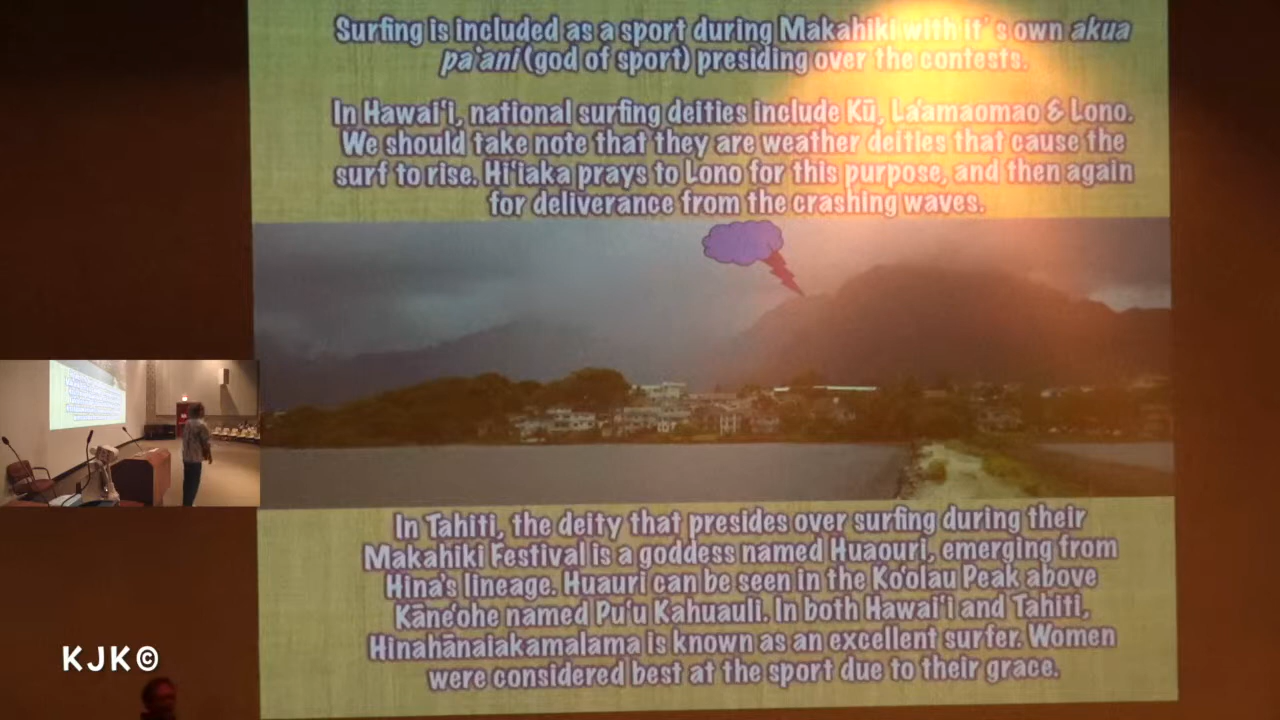 Surfing is included as a sport during Makahiki with it's own akua
pa'ani (god of sport) presiding over the contests.
In Hawai'i, national surfing deities include Kū, La'amaomao & Lono.
We should take note that they are weather deities that cause the
surf to rise. Hi'iaka prays to Lono for this purpose, and then again
for deliverance from the crashing waves.
In Tahiti, the deity that presides over surfing during their
Makahiki Festival is a goddess named Huaouri, emerging from
Hina's lineage. Huauri can be seen in the Ko'olau Peak above
Kāne'ohe named Pu'u Kahuauli. In both Hawai'i and Tahiti,
Hinahānaiakamalama is known as an excellent surfer. Women
were considered best at the sport due to their grace.
KJK©